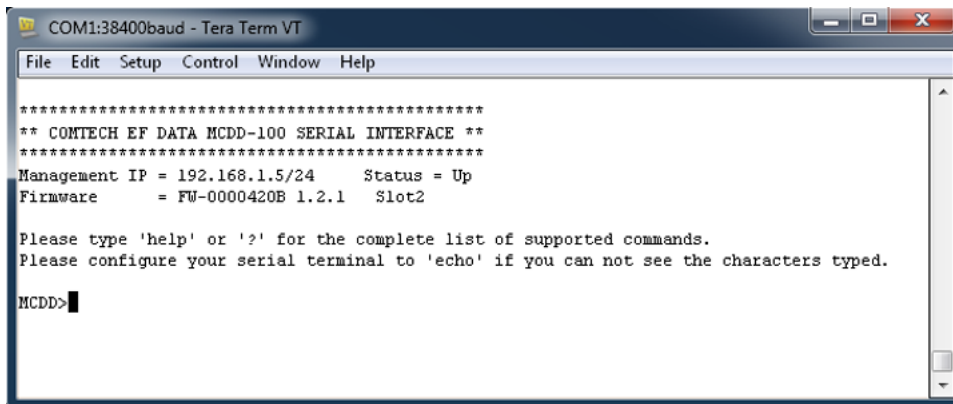 COM1:38400baud - Tera Term VT
File Edit Setup Control Window Help
***********************************************
** COMTECH EF DATA MCDD-100 SERIAL INTERFACE **
***********************************************
Management IP = 192.168.1.5/24     Status = Up
Firmware      = FW-0000420B 1.2.1   Slot2
Please type 'help' or '?' for the complete list of supported commands.
Please configure your serial terminal to 'echo' if you can not see the characters typed.
MCDD>